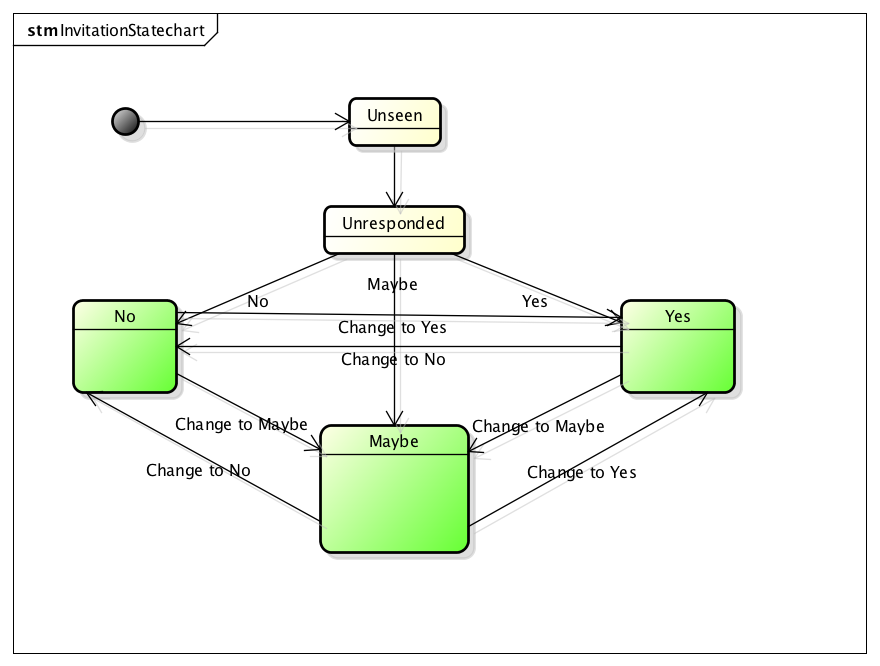 stm InvitationStatechart
Unseen
Unresponded
Maybe
No
Yes
No
Yes
Change to Yes
Change to No
Change to Maybe
Change to Maybe
Maybe
Change to No
Change to Yes